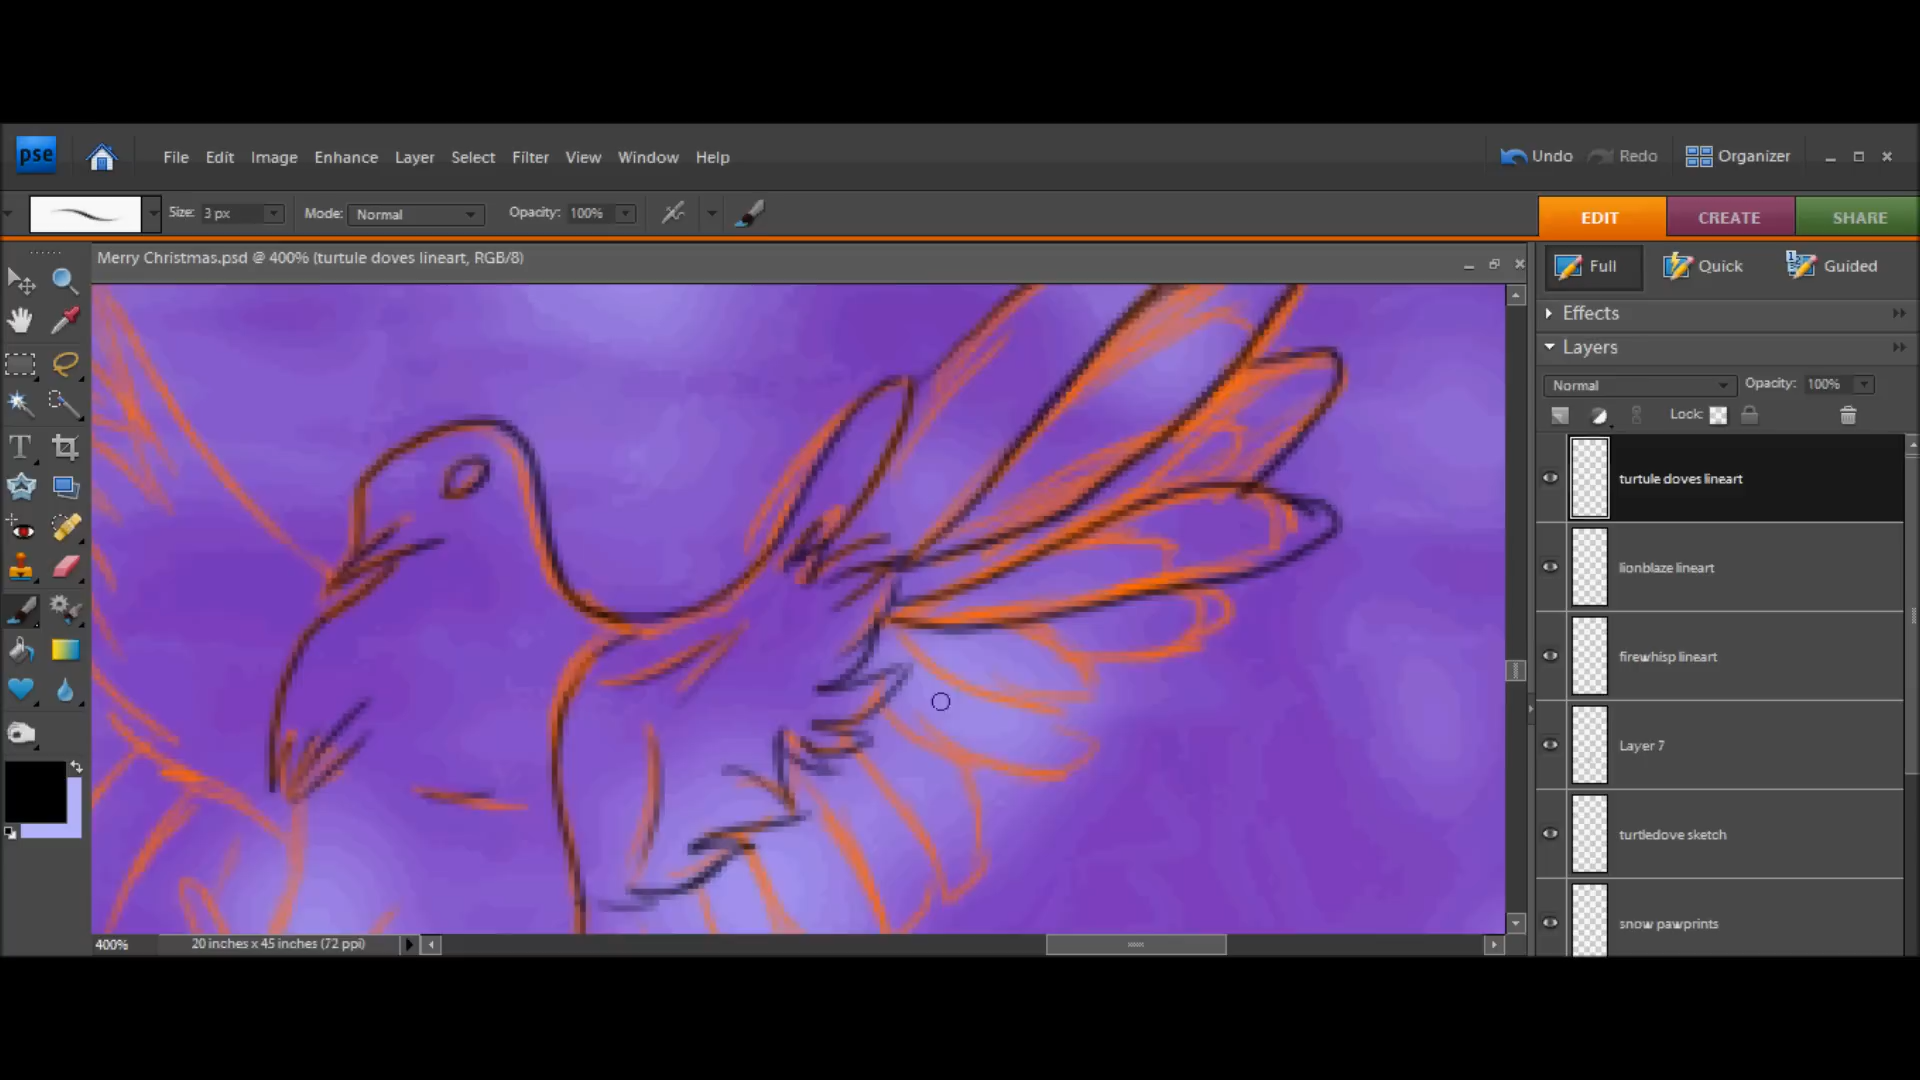 pse File Edit Image Enhance Layer Select Filter View Window Help Undo Redo Organizer
Size: 3 px Mode: Normal Opacity: 100% EDIT CREATE SHARE
Merry Christmas.psd @ 400% (turtule doves lineart, RGB/8)
Full Quick Guided
Effects
Layers
Normal Opacity: 100%
Lock:
turtule doves lineart
lionblaze lineart
firewhisp lineart
Layer 7
turtledove sketch
snow pawprints
400% 20 inches x 45 inches (72 ppi)